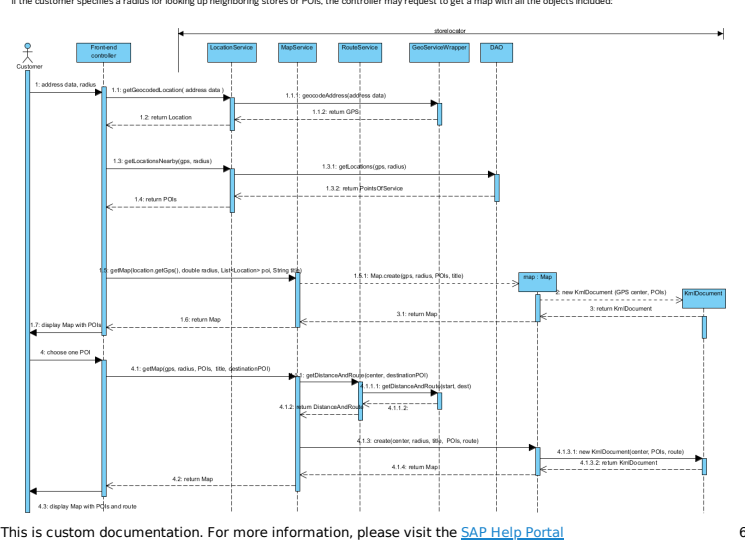 If the customer specifies a radius for looking up neighboring stores or POIs, the controller may request to get a map with all the objects included:
storelocator
Customer
Front-end
controller
LocationService
MapService
RouteService
GeoServiceWrapper
DAO
1: address data, radius
1.1: getGeocodedLocation( address data )
1.1.1: geocodeAddress(address data)
1.1.2: return GPS
1.2: return Location
1.3: getLocationsNearby(gps, radius)
1.3.1: getLocations(gps, radius)
1.3.2: return PointsOfService
1.4: return POIs
1.5: getMap(location.getGps(), double radius, List<Location> poi, String title)
1.5.1: Map.create(gps, radius, POIs, title)
map : Map
2: new KmlDocument (GPS center, POIs)
KmlDocument
3: return KmlDocument
3.1: return Map
1.6: return Map
1.7: display Map with POIs
4: choose one POI
4.1: getMap(gps, radius, POIs, title, destinationPOI)
4.1.1: getDistanceAndRoute(center, destinationPOI)
4.1.1.1: getDistanceAndRoute(start, dest)
4.1.1.2:
4.1.2: return DistanceAndRoute
4.1.3: create(center, radius, title, POIs, route)
4.1.3.1: new KmlDocument(center, POIs, route)
4.1.3.2: return KmlDocument
4.1.4: return Map
4.2: return Map
4.3: display Map with POIs and route
This is custom documentation. For more information, please visit the SAP Help Portal
6